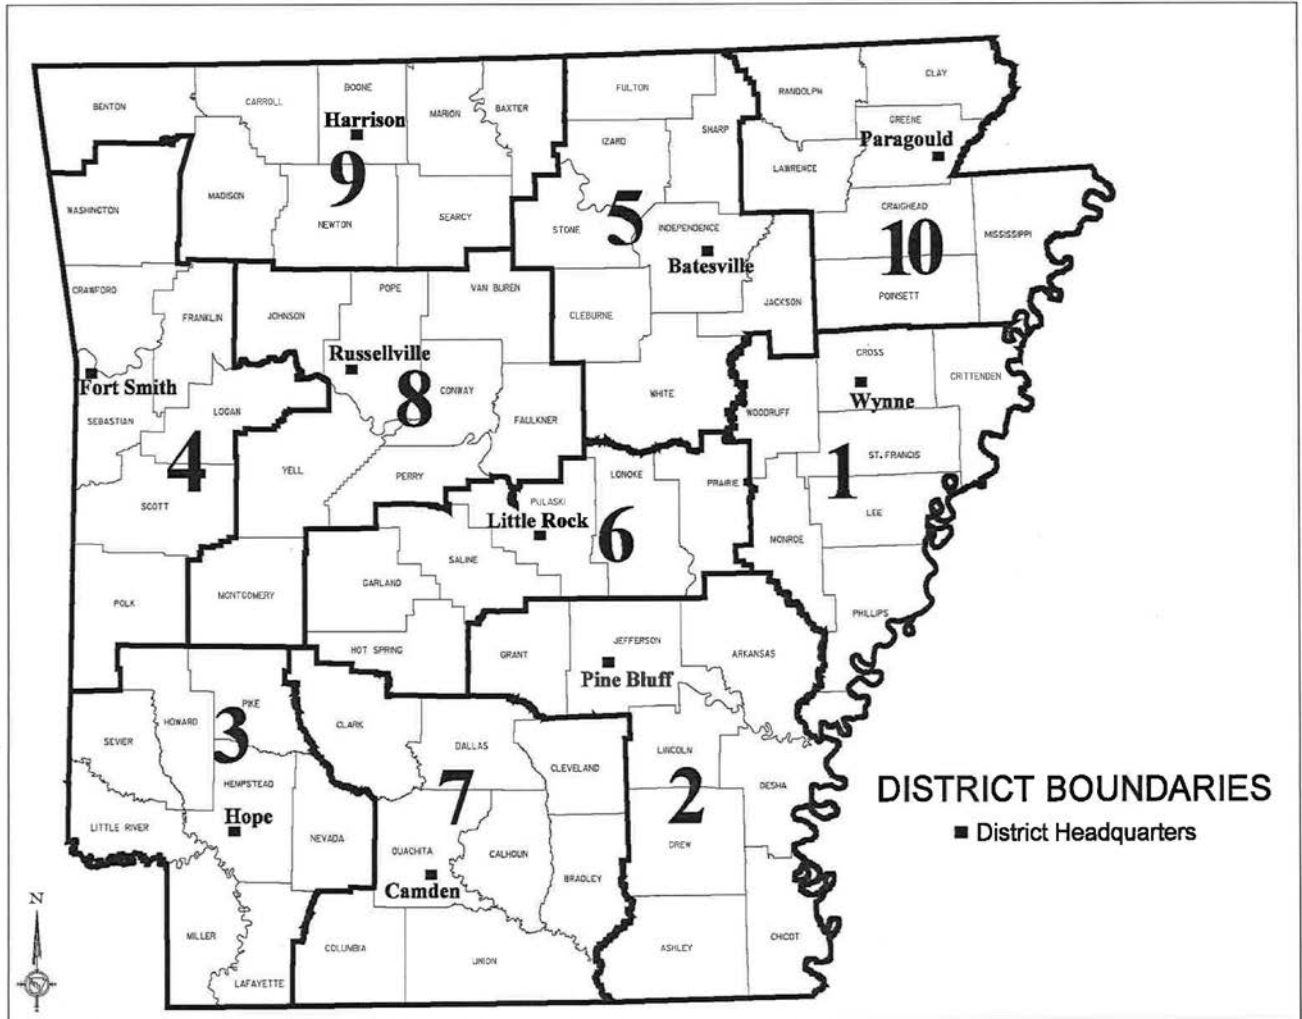 BENTON
CARROLL
BOONE
Harrison
MARION
BAXTER
FULTON
SHARP
IZARD
RANDOLPH
CLAY
GREENE
Paragould
LAWRENCE
WASHINGTON
MADISON
9
NEWTON
SEARCY
STONE
5
INDEPENDENCE
Batesville
CRAIGHEAD
10
MISSISSIPPI
POINSETT
CRAWFORD
FRANKLIN
JOHNSON
POPE
VAN BUREN
CLEBURNE
JACKSON
Russellville
Fort Smith
8
CONWAY
CROSS
Wynne
CRITTENDEN
SEBASTIAN
LOGAN
FAULKNER
WHITE
WOODRUFF
4
YELL
PERRY
LONOKE
PRAIRIE
1
ST. FRANCIS
SCOTT
PULASKI
Little Rock
6
LEE
MONROE
SALINE
GARLAND
POLK
MONTGOMERY
PHILLIPS
HOT SPRING
GRANT
JEFFERSON
Pine Bluff
ARKANSAS
PIKE
3
HOWARD
SEVIER
CLARK
DALLAS
7
CLEVELAND
LINCOLN
2
DESHA
HEMPSTEAD
Hope
LITTLE RIVER
NEVADA
OUACHITA
Camden
CALHOUN
BRADLEY
DREW
MILLER
LAFAYETTE
COLUMBIA
UNION
ASHLEY
CHICOT
DISTRICT BOUNDARIES
District Headquarters
N